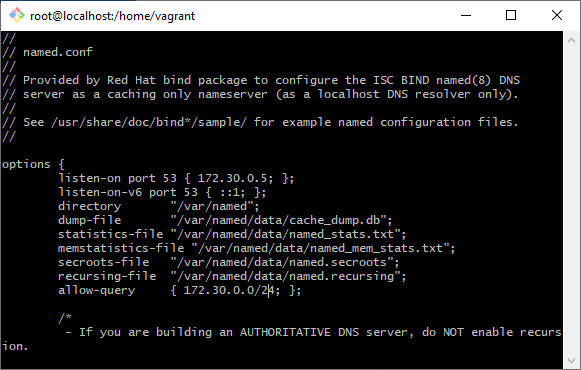 root@localhost:/home/vagrant
//
// named.conf
//
// Provided by Red Hat bind package to configure the ISC BIND named(8) DNS
// server as a caching only nameserver (as a localhost DNS resolver only).
//
// See /usr/share/doc/bind*/sample/ for example named configuration files.
//
options {
listen-on port 53 { 172.30.0.5; };
listen-on-v6 port 53 { ::1; };
directory "/var/named";
dump-file "/var/named/data/cache_dump.db";
statistics-file "/var/named/data/named_stats.txt";
memstatistics-file "/var/named/data/named_mem_stats.txt";
secroots-file "/var/named/data/named.secroots";
recursing-file "/var/named/data/named.recursing";
allow-query { 172.30.0.0/24; };
/*
- If you are building an AUTHORITATIVE DNS server, do NOT enable recurs
ion.